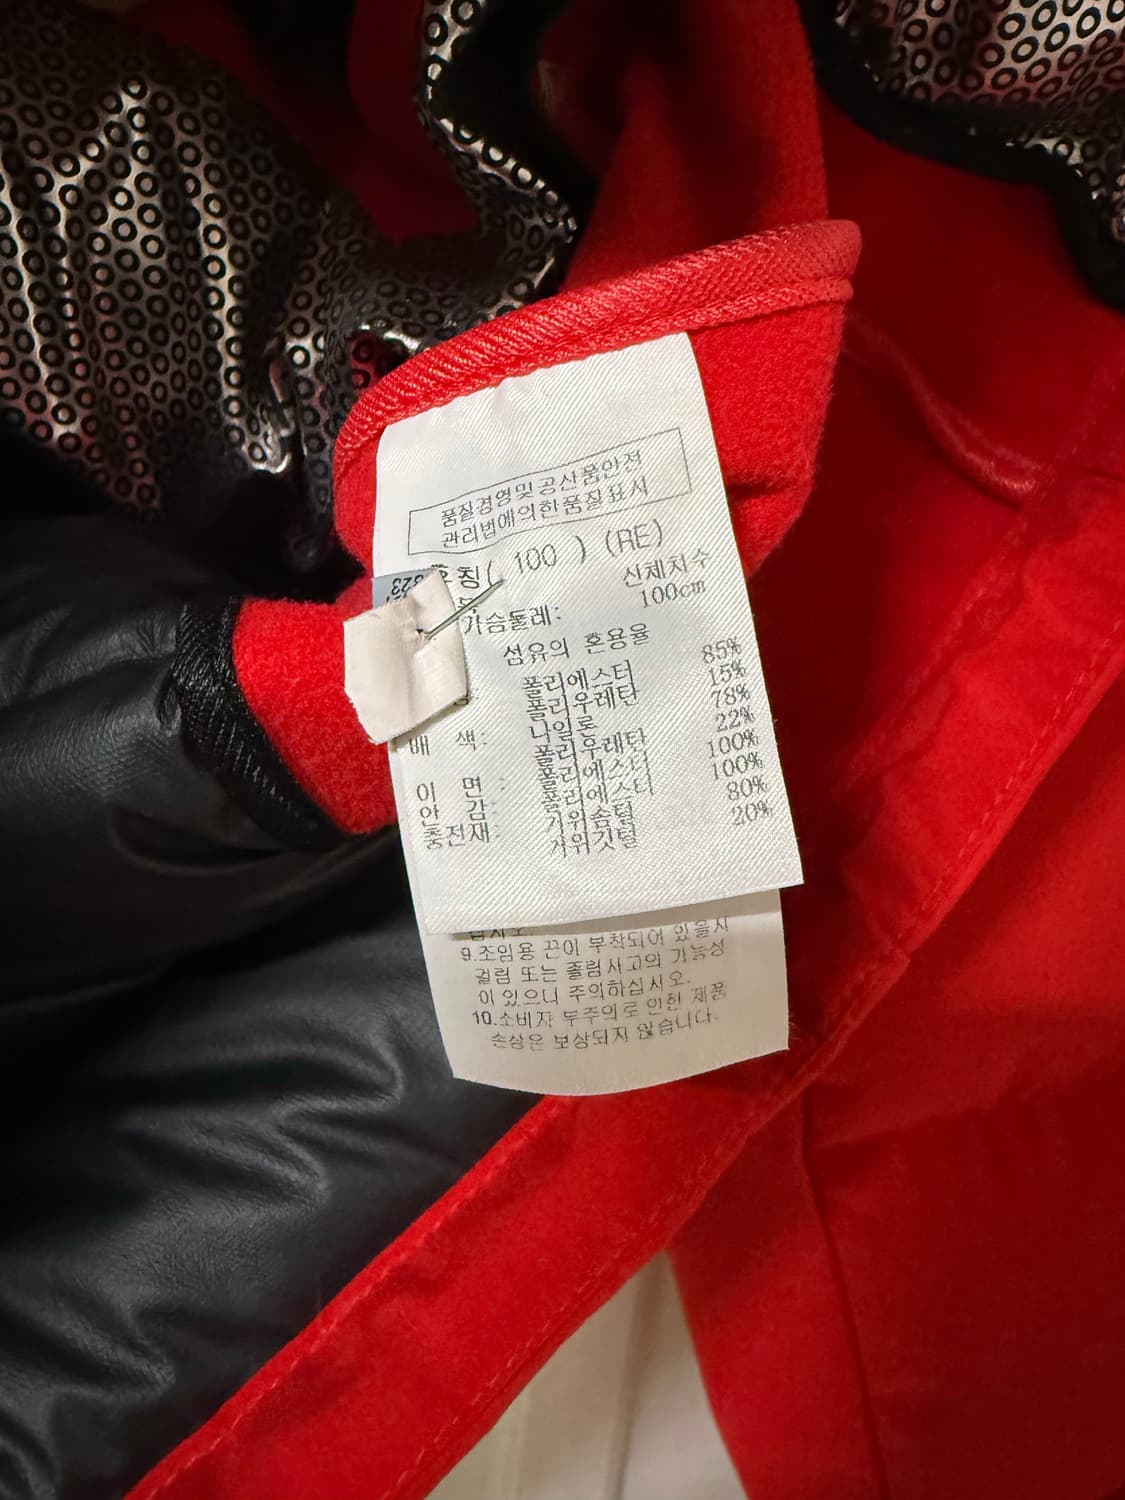 품질경영및공산품안전
관리법에의한품질표시
칭( 100 ) (RE)
신체치수
가슴둘레: 100cm
섬유의 혼용율
폴리에스터 85%
폴리우레탄 15%
나일론 78%
배 색: 폴리우레탄 22%
이 면: 폴리에스터 100%
안 감: 폴리에스터 100%
충전재: 거위솜털 80%
거위깃털 20%
십시오.
9.조임용 끈이 부착되어 있을시
걸림 또는 졸림사고의 가능성
이 있으니 주의하십시오.
10.소비자 부주의로 인한 제품
손상은 보상되지 않습니다.
323